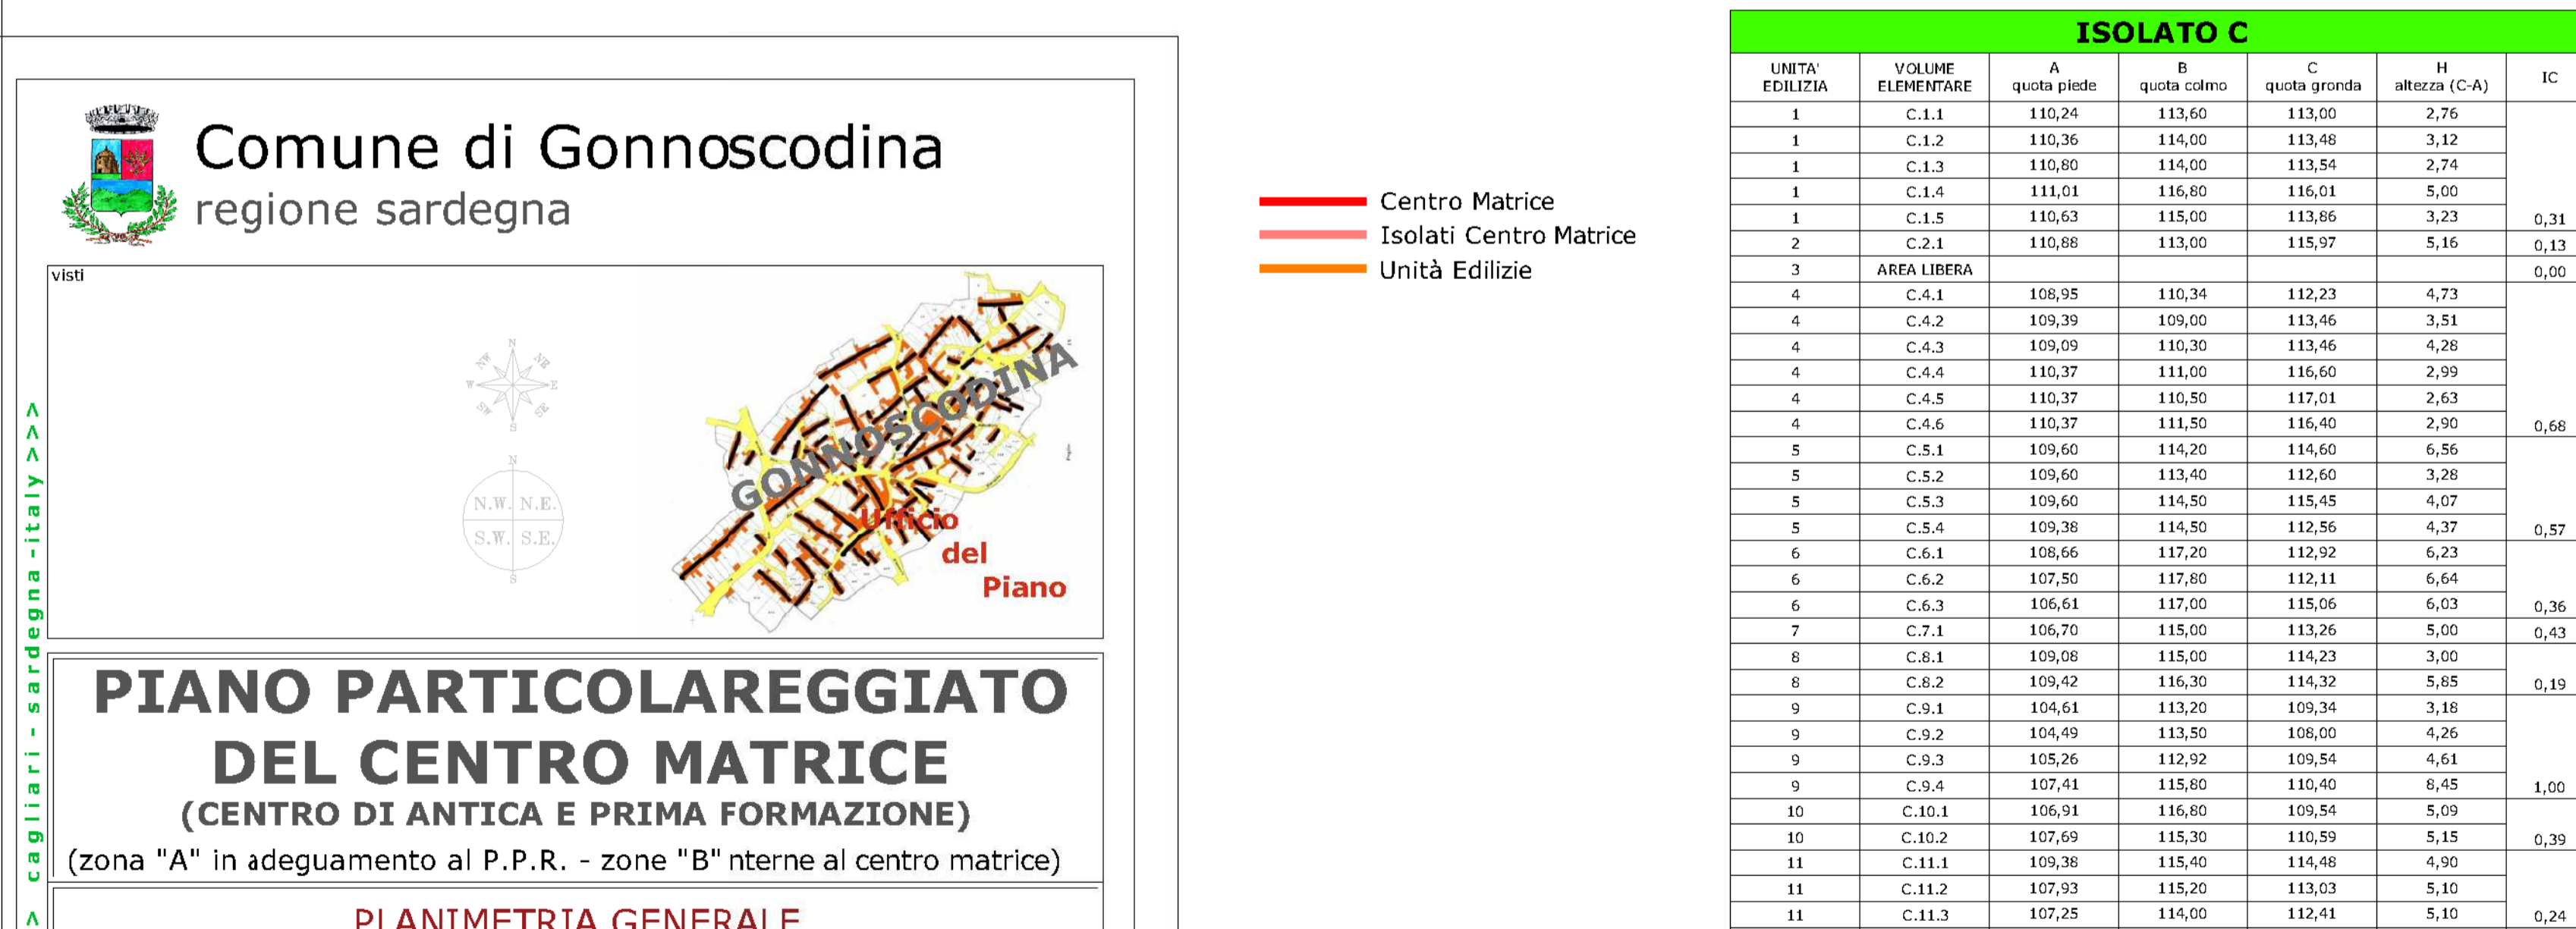 Comune di Gonnoscodina
regione sardegna
visti
N
NW NE
W E
SW SE
S
N
N.W. N.E.
S.W. S.E.
S
GONNOSCODINA
Ufficio
del
Piano
cagliari - sardegna -italy >>>
PIANO PARTICOLAREGGIATO
DEL CENTRO MATRICE
(CENTRO DI ANTICA E PRIMA FORMAZIONE)
(zona "A" in adeguamento al P.P.R. - zone "B" nterne al centro matrice)
PLANIMETRIA GENERALE
Centro Matrice
Isolati Centro Matrice
Unità Edilizie
ISOLATO C
UNITA' EDILIZIA VOLUME ELEMENTARE A quota piede B quota colmo C quota gronda H altezza (C-A) IC
1 C.1.1 110,24 113,60 113,00 2,76
1 C.1.2 110,36 114,00 113,48 3,12
1 C.1.3 110,80 114,00 113,54 2,74
1 C.1.4 111,01 116,80 116,01 5,00
1 C.1.5 110,63 115,00 113,86 3,23 0,31
2 C.2.1 110,88 113,00 115,97 5,16 0,13
3 AREA LIBERA 0,00
4 C.4.1 108,95 110,34 112,23 4,73
4 C.4.2 109,39 109,00 113,46 3,51
4 C.4.3 109,09 110,30 113,46 4,28
4 C.4.4 110,37 111,00 116,60 2,99
4 C.4.5 110,37 110,50 117,01 2,63
4 C.4.6 110,37 111,50 116,40 2,90 0,68
5 C.5.1 109,60 114,20 114,60 6,56
5 C.5.2 109,60 113,40 112,60 3,28
5 C.5.3 109,60 114,50 115,45 4,07
5 C.5.4 109,38 114,50 112,56 4,37 0,57
6 C.6.1 108,66 117,20 112,92 6,23
6 C.6.2 107,50 117,80 112,11 6,64
6 C.6.3 106,61 117,00 115,06 6,03 0,36
7 C.7.1 106,70 115,00 113,26 5,00 0,43
8 C.8.1 109,08 115,00 114,23 3,00
8 C.8.2 109,42 116,30 114,32 5,85 0,19
9 C.9.1 104,61 113,20 109,34 3,18
9 C.9.2 104,49 113,50 108,00 4,26
9 C.9.3 105,26 112,92 109,54 4,61
9 C.9.4 107,41 115,80 110,40 8,45 1,00
10 C.10.1 106,91 116,80 109,54 5,09
10 C.10.2 107,69 115,30 110,59 5,15 0,39
11 C.11.1 109,38 115,40 114,48 4,90
11 C.11.2 107,93 115,20 113,03 5,10
11 C.11.3 107,25 114,00 112,41 5,10 0,24